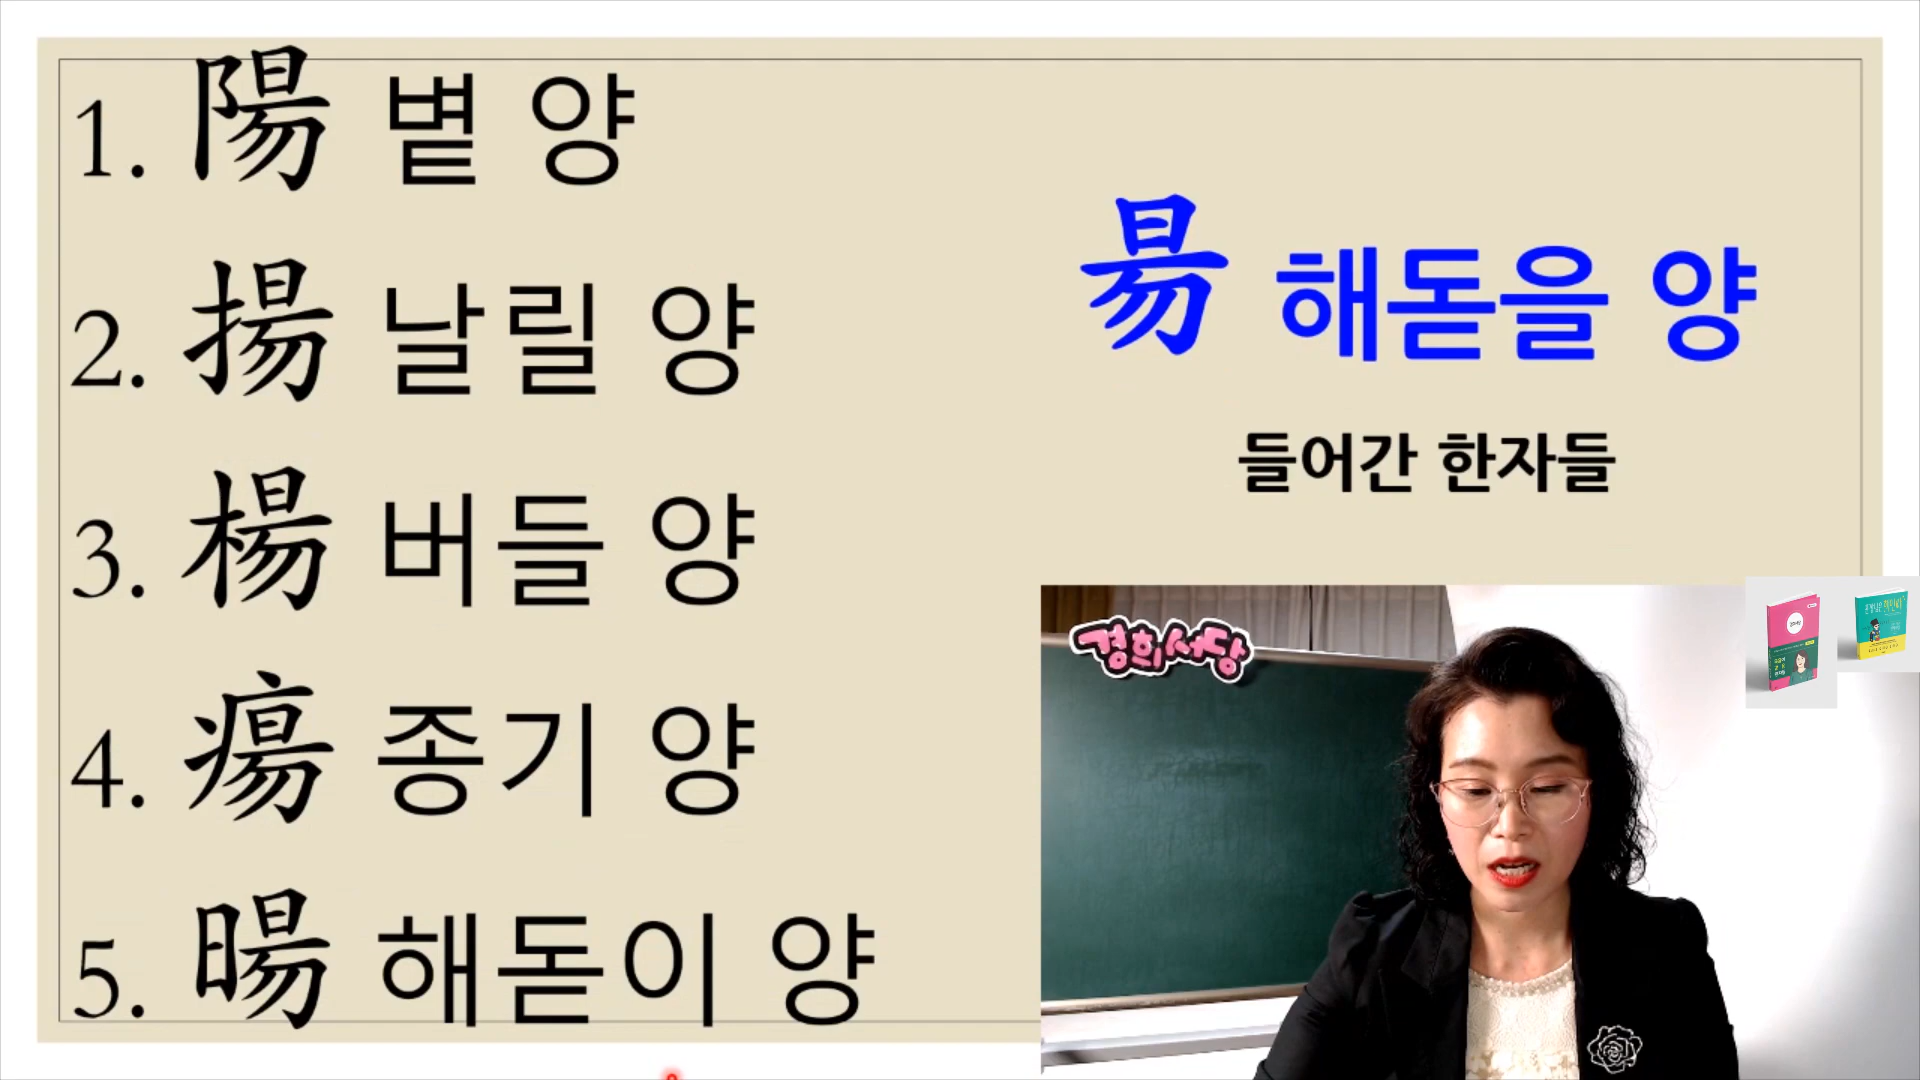 1. 陽 볕 양
2. 揚 날릴 양
3. 楊 버들 양
4. 瘍 종기 양
5. 暘 해돋이 양
昜 해돋을 양
들어간 한자들
경희서당